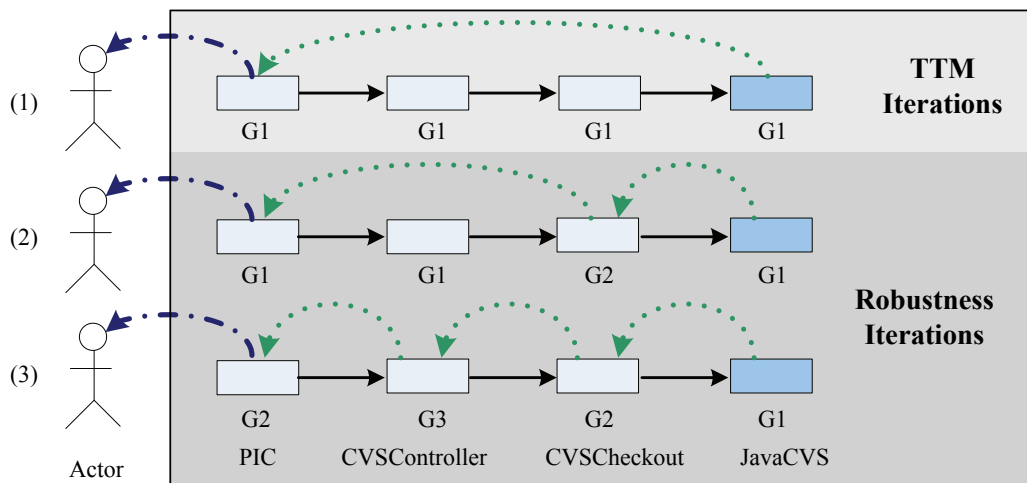 (1)
G1 G1 G1 G1
TTM
Iterations
(2)
G1 G1 G2 G1
Robustness
Iterations
(3)
G2 G3 G2 G1
Actor PIC CVSController CVSCheckout JavaCVS